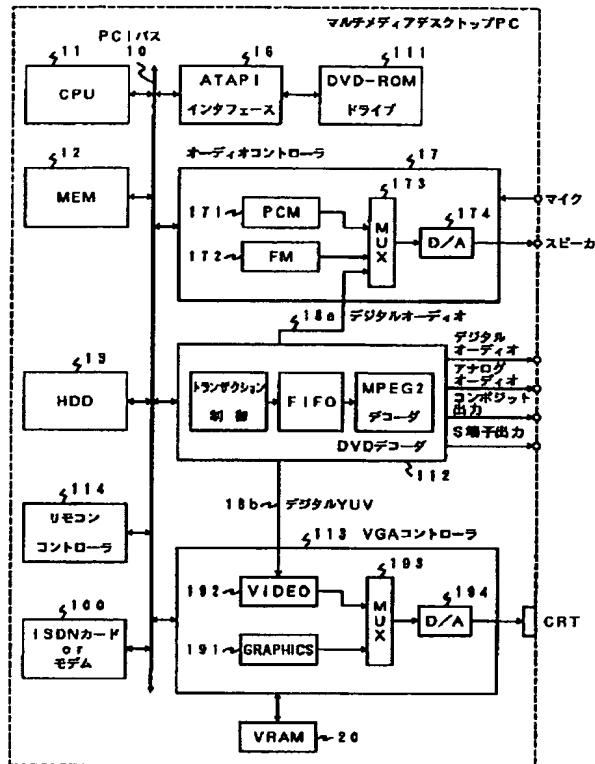 マルチメディアデスクトップPC
PCIバス
10
11
CPU
16
ATAPI
インタフェース
111
DVD-ROM
ドライブ
12
MEM
オーディオコントローラ
17
171
PCM
172
FM
173
MUX
174
D/A
マイク
スピーカ
18a
デジタルオーディオ
13
HDD
トランザクション
制御
FIFO
MPEG2
デコーダ
DVDデコーダ
112
デジタル
オーディオ
アナログ
オーディオ
コンポジット
出力
S端子出力
18b
デジタルYUV
114
リモコン
コントローラ
113
VGAコントローラ
192
VIDEO
191
GRAPHICS
193
MUX
194
D/A
CRT
100
ISDNカード
or
モデム
VRAM
20